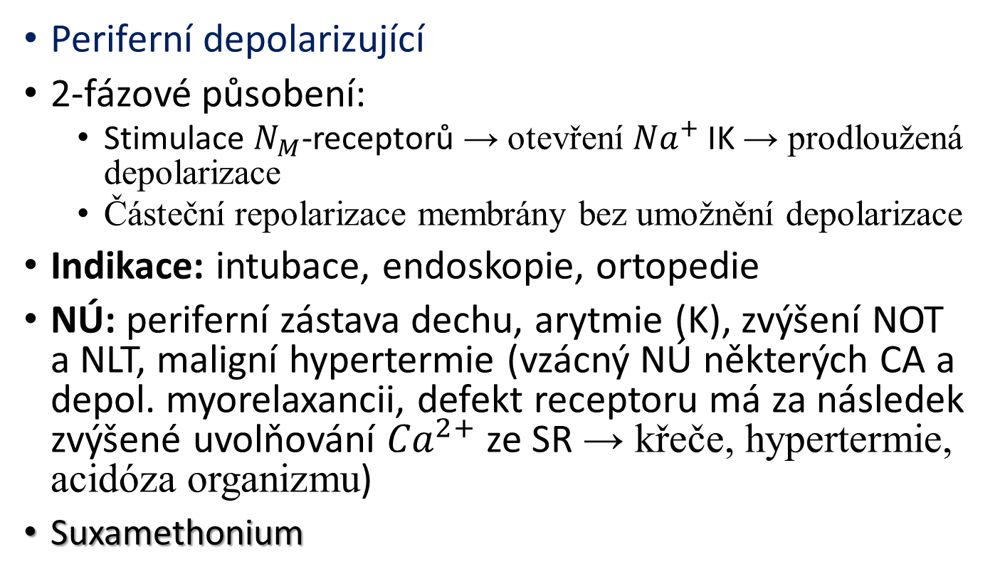 • Periferní depolarizující
• 2-fázové působení:
• Stimulace N_M-receptorů → otevření Na⁺ IK → prodloužená
depolarizace
• Částeční repolarizace membrány bez umožnění depolarizace
• Indikace: intubace, endoskopie, ortopedie
• NÚ: periferní zástava dechu, arytmie (K), zvýšení NOT
a NLT, maligní hypertermie (vzácný NÚ některých CA a
depol. myorelaxancii, defekt receptoru má za následek
zvýšené uvolňování Ca²⁺ ze SR → křeče, hypertermie,
acidóza organizmu)
• Suxamethonium